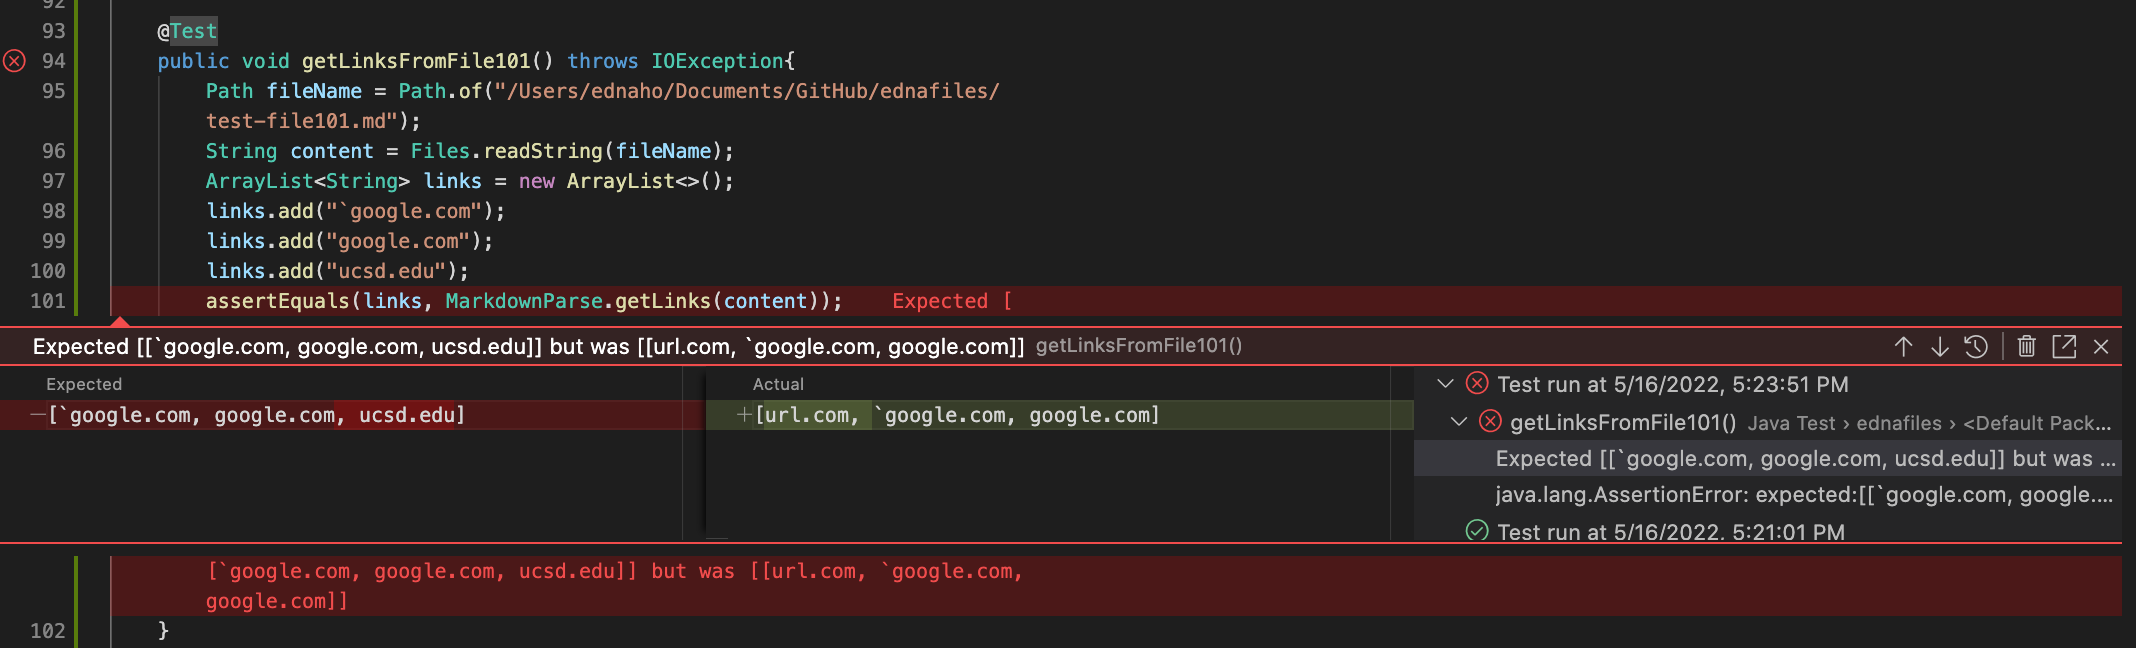 92
93 @Test
94 public void getLinksFromFile101() throws IOException{
95 Path fileName = Path.of("/Users/ednaho/Documents/GitHub/ednafiles/
test-file101.md");
96 String content = Files.readString(fileName);
97 ArrayList<String> links = new ArrayList<>();
98 links.add("`google.com");
99 links.add("google.com");
100 links.add("ucsd.edu");
101 assertEquals(links, MarkdownParse.getLinks(content)); Expected [
Expected [[`google.com, google.com, ucsd.edu]] but was [[url.com, `google.com, google.com]] getLinksFromFile101()
Expected
−[`google.com, google.com, ucsd.edu]
Actual
+[url.com, `google.com, google.com]
Test run at 5/16/2022, 5:23:51 PM
getLinksFromFile101() Java Test › ednafiles › <Default Pack...
Expected [[`google.com, google.com, ucsd.edu]] but was ...
java.lang.AssertionError: expected:[[`google.com, google....
Test run at 5/16/2022, 5:21:01 PM
[`google.com, google.com, ucsd.edu]] but was [[url.com, `google.com,
google.com]]
102 }